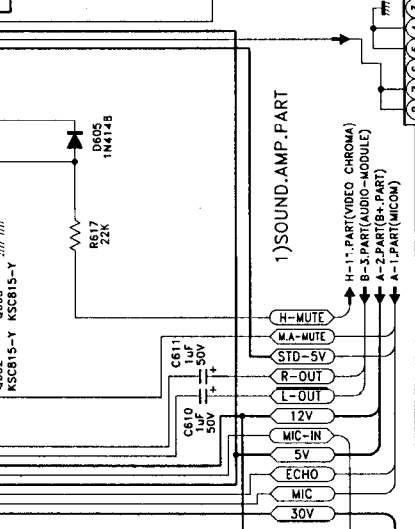 D605
1N4148
R617
22K
1)SOUND.AMP.PART
H-1T.PART(VIDEO CHROMA)
B-3.PART(AUDIO-MODULE)
A-2.PART(B+.PART)
A-1.PART(MICOM)
KSC815-Y
KSC815-Y
C611
1uF
50V
+
C610
1uF
50V
+
H-MUTE
M.A-MUTE
STD-5V
R-OUT
L-OUT
12V
MIC-IN
5V
ECHO
MIC
30V